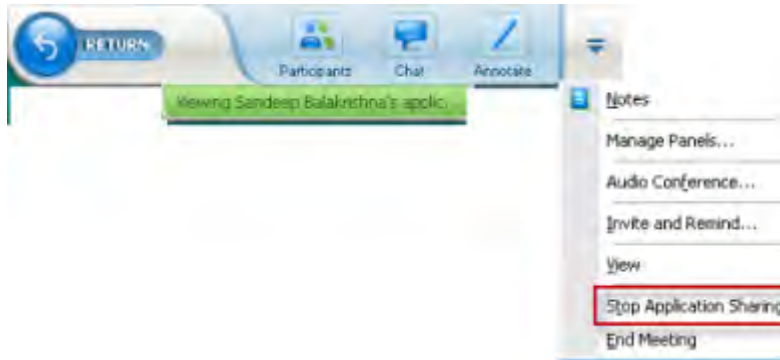 RETURN
Participants
Chat
Annotate
Viewing Sandeep Balakrishna's applic.
Notes
Manage Panels...
Audio Conference...
Invite and Remind...
View
Stop Application Sharing
End Meeting